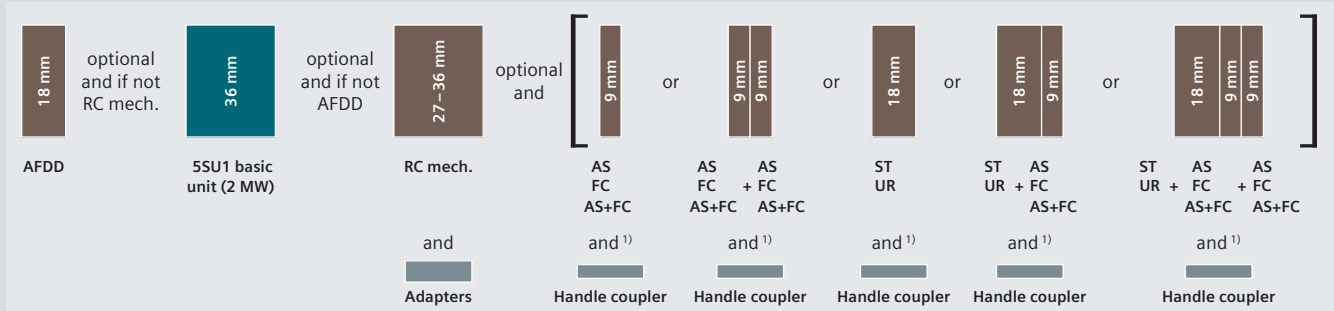 18 mm
optional
and if not
RC mech.
36 mm
optional
and if not
AFDD
27–36 mm
optional
and
9 mm
or
9 mm
9 mm
or
18 mm
or
18 mm
9 mm
or
18 mm
9 mm
9 mm
AFDD
5SU1 basic
unit (2 MW)
RC mech.
AS
FC
AS+FC
AS AS
FC + FC
AS+FC AS+FC
ST
UR
ST AS
UR + FC
AS+FC
ST AS AS
UR + FC + FC
AS+FC AS+FC
and
Adapters
and 1)
Handle coupler
and 1)
Handle coupler
and 1)
Handle coupler
and 1)
Handle coupler
and 1)
Handle coupler